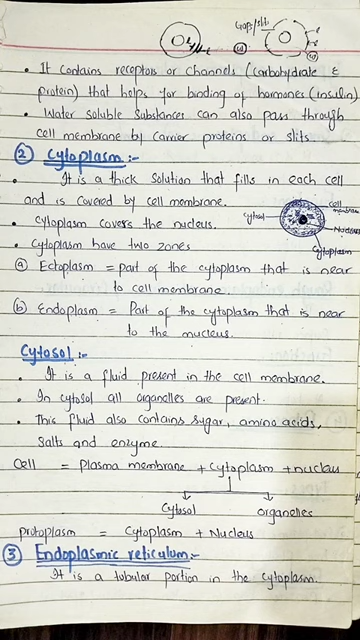 Gaps/slits
• It contains receptors or channels (carbohydrate &
protein) that helps for binding of hormones (insulin)
• Water soluble substances can also pass through
cell membrane by carrier proteins or slits.
② Cytoplasm :-
• It is a thick solution that fills in each cell
and is covered by cell membrane.
• Cytoplasm covers the nucleus.
• Cytoplasm have two zones
cytosol
cell membrane
Nucleus
Cytoplasm
ⓐ Ectoplasm = part of the cytoplasm that is near
to cell membrane.
ⓑ Endoplasm = Part of the cytoplasm that is near
to the nucleus.
Cytosol :-
• It is a fluid present in the cell membrane.
• In cytosol all organelles are present.
• This fluid also contains sugar, amino acids,
salts and enzyme.
Cell = Plasma membrane + cytoplasm + nucleus
Cytosol organelles
protoplasm = Cytoplasm + Nucleus
③ Endoplasmic reticulum :-
It is a tubular portion in the cytoplasm.